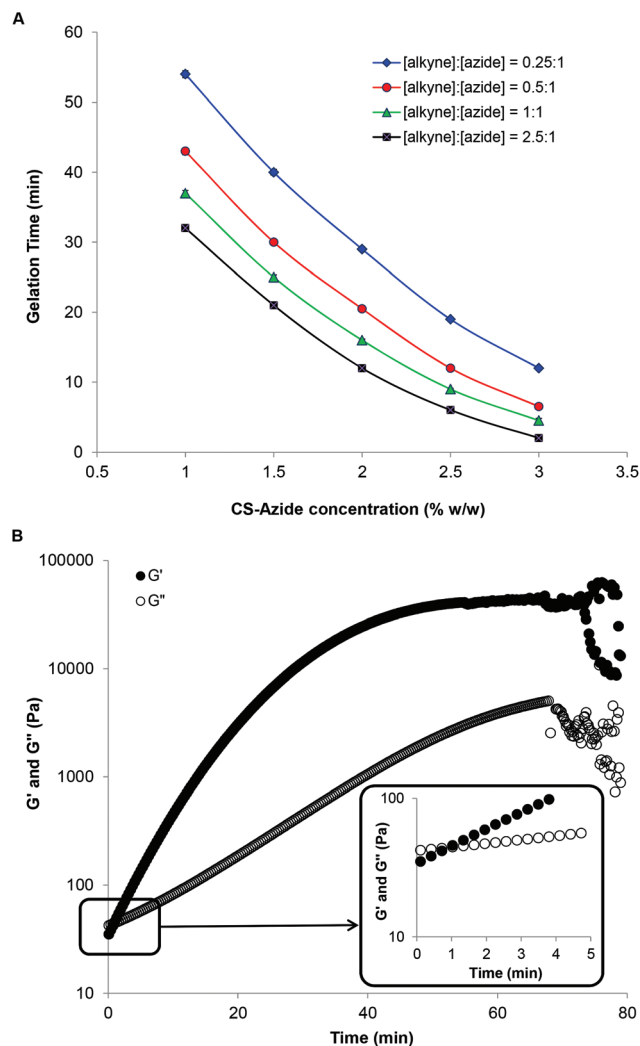 A
Gelation Time (min)
60
50
40
30
20
10
0
[alkyne]:[azide] = 0.25:1
[alkyne]:[azide] = 0.5:1
[alkyne]:[azide] = 1:1
[alkyne]:[azide] = 2.5:1
0.5 1 1.5 2 2.5 3 3.5
CS-Azide concentration (% w/w)
B
G' and G" (Pa)
100000
10000
1000
100
10
G'
G"
G' and G" (Pa)
100
10
0 1 2 3 4 5
Time (min)
0 20 40 60 80
Time (min)